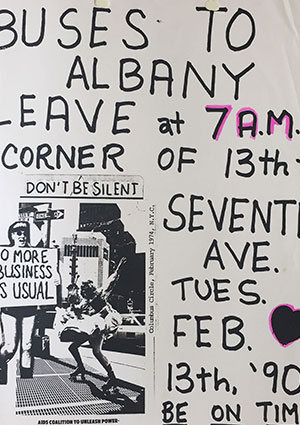 BUSES TO
ALBANY
LEAVE at 7A.M.
CORNER OF 13th
DON'T BE SILENT
O MORE
BUSINESS
S USUAL
Columbus Circle, February 1974, N.Y.C.
SEVENT
AVE.
TUES.
FEB.
13th, '90
BE ON TIM
AIDS COALITION TO UNLEASH POWER